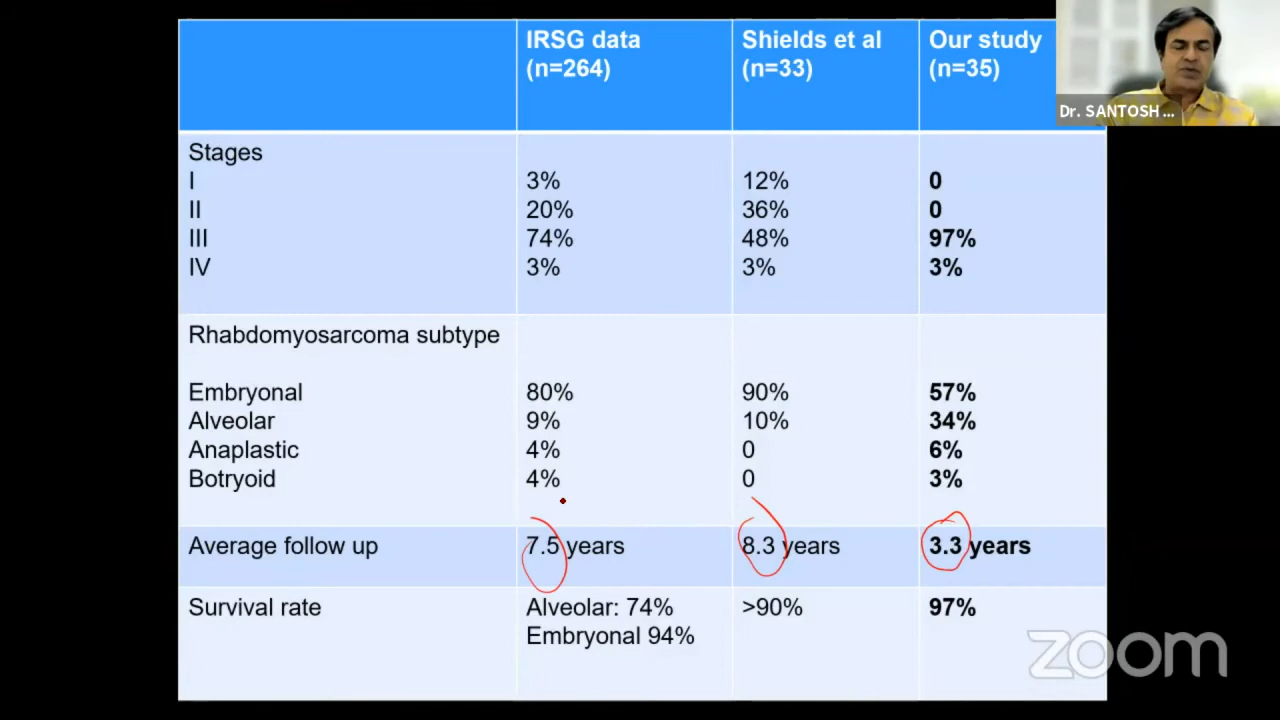 IRSG data
(n=264)
Shields et al
(n=33)
Our study
(n=35)
Dr. SANTOSH ...
Stages
I 3% 12% 0
II 20% 36% 0
III 74% 48% 97%
IV 3% 3% 3%
Rhabdomyosarcoma subtype
Embryonal 80% 90% 57%
Alveolar 9% 10% 34%
Anaplastic 4% 0 6%
Botryoid 4% 0 3%
Average follow up 7.5 years 8.3 years 3.3 years
Survival rate Alveolar: 74% >90% 97%
Embryonal 94%
zoom